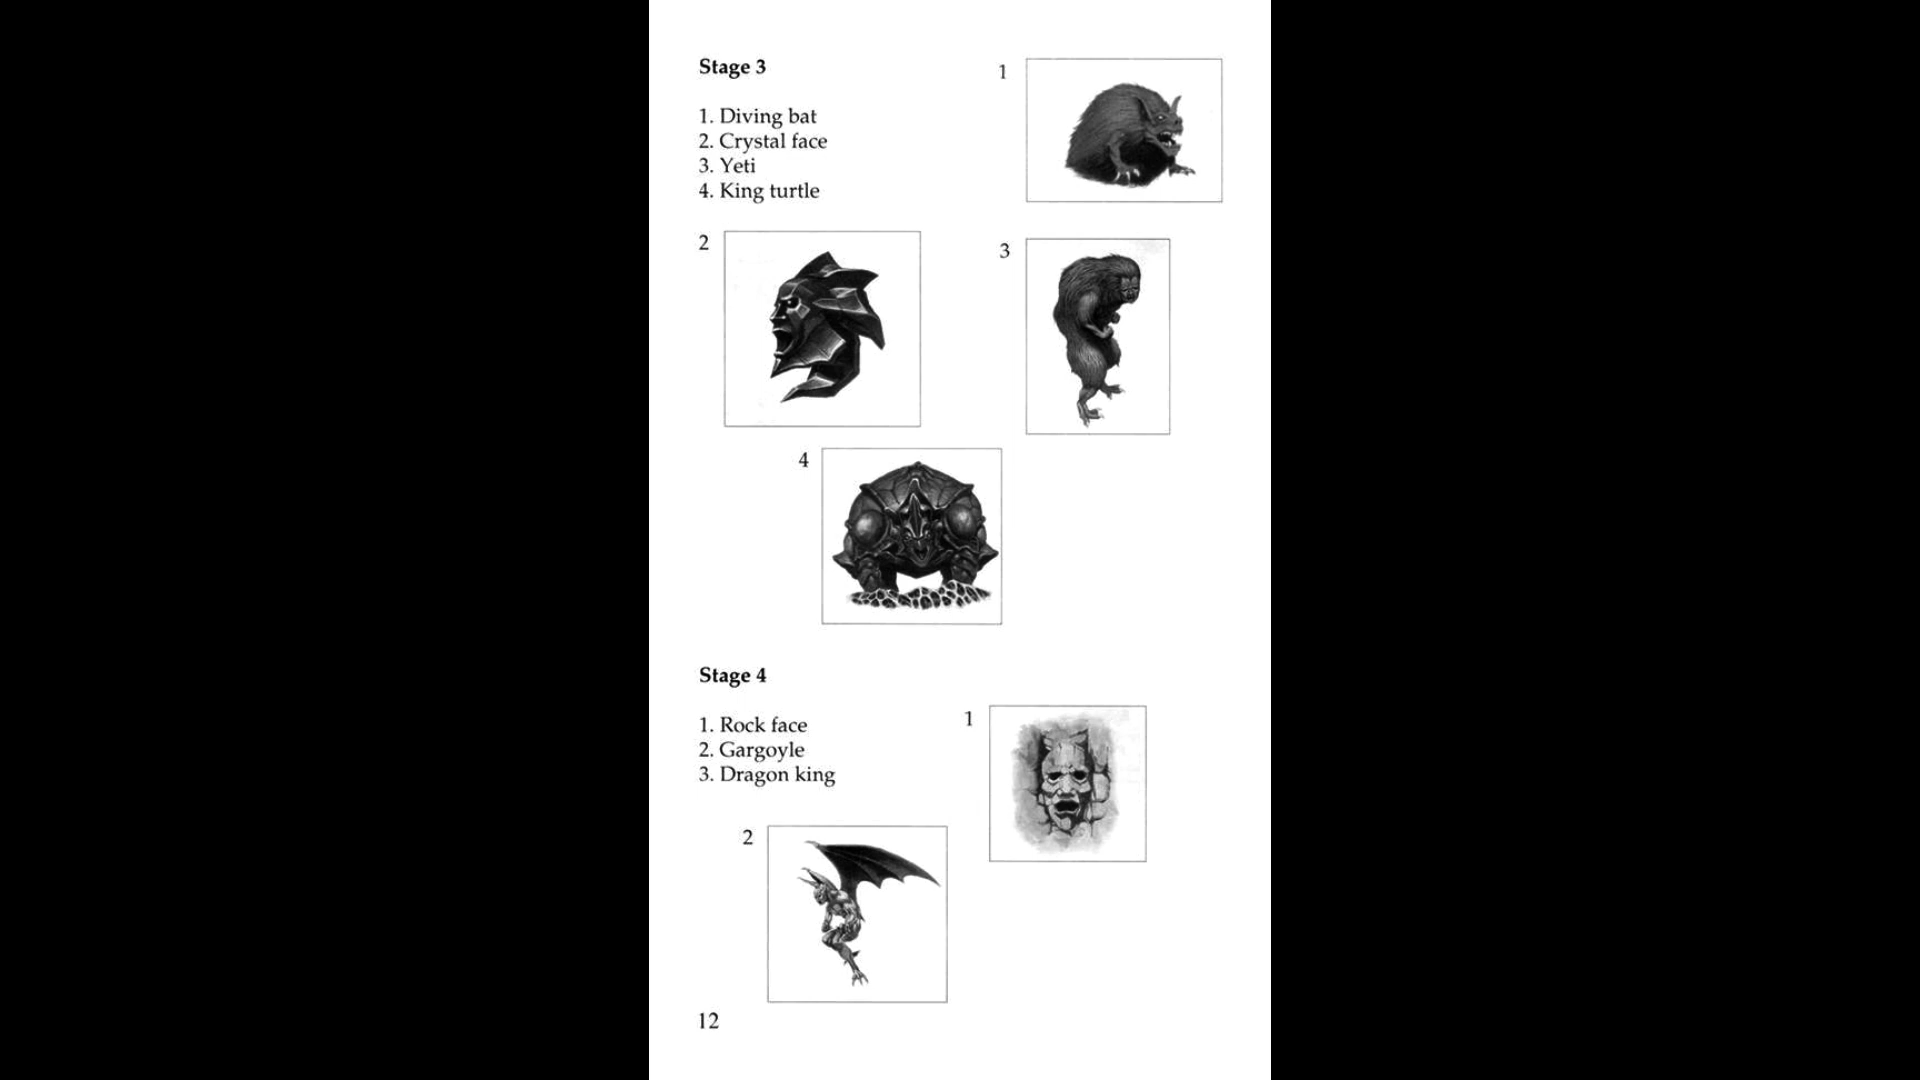 Stage 3
1. Diving bat
2. Crystal face
3. Yeti
4. King turtle
1
2
3
4
Stage 4
1. Rock face
2. Gargoyle
3. Dragon king
1
2
12